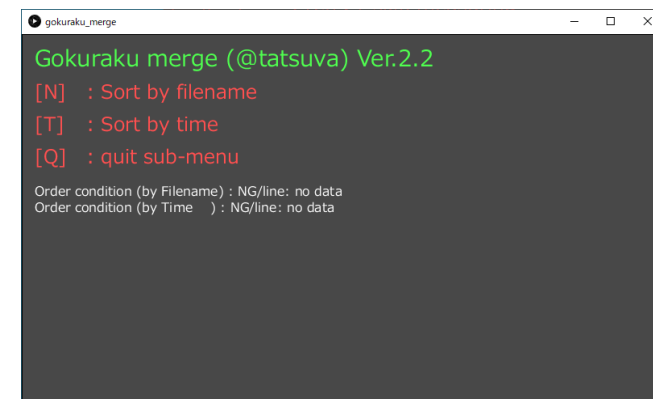 gokuraku_merge
Gokuraku merge (@tatsuva) Ver.2.2
[N] : Sort by filename
[T] : Sort by time
[Q] : quit sub-menu
Order condition (by Filename) : NG/line: no data
Order condition (by Time ) : NG/line: no data